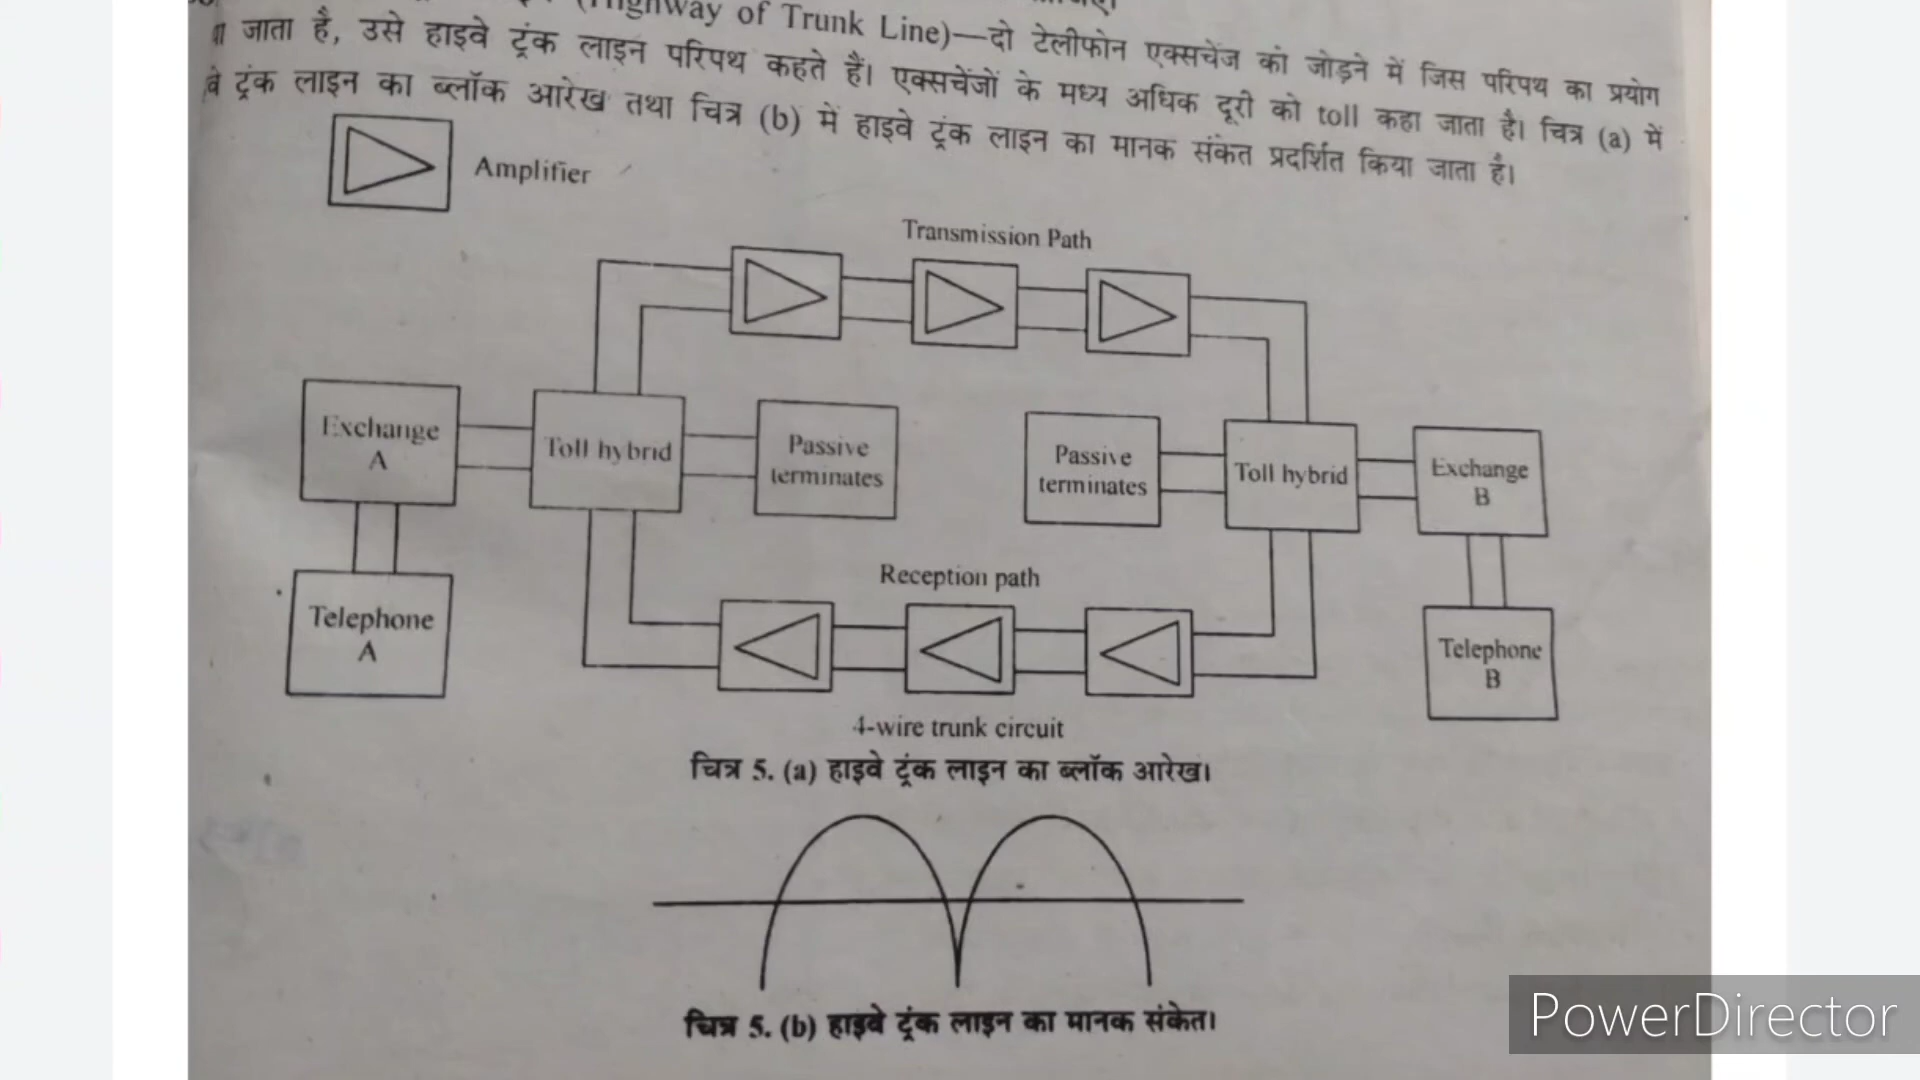 (Highway of Trunk Line)—दो टेलीफोन एक्सचेंज को जोड़ने में जिस परिपथ का प्रयोग
जाता है, उसे हाइवे ट्रंक लाइन परिपथ कहते हैं। एक्सचेंजों के मध्य अधिक दूरी को toll कहा जाता है। चित्र (a) में
वे ट्रंक लाइन का ब्लॉक आरेख तथा चित्र (b) में हाइवे ट्रंक लाइन का मानक संकेत प्रदर्शित किया जाता है।
Amplifier
Transmission Path
Exchange
A
Toll hybrid
Passive
terminates
Passive
terminates
Toll hybrid
Exchange
B
Reception path
Telephone
A
Telephone
B
4-wire trunk circuit
चित्र 5. (a) हाइवे ट्रंक लाइन का ब्लॉक आरेख।
चित्र 5. (b) हाइवे ट्रंक लाइन का मानक संकेत।
PowerDirector